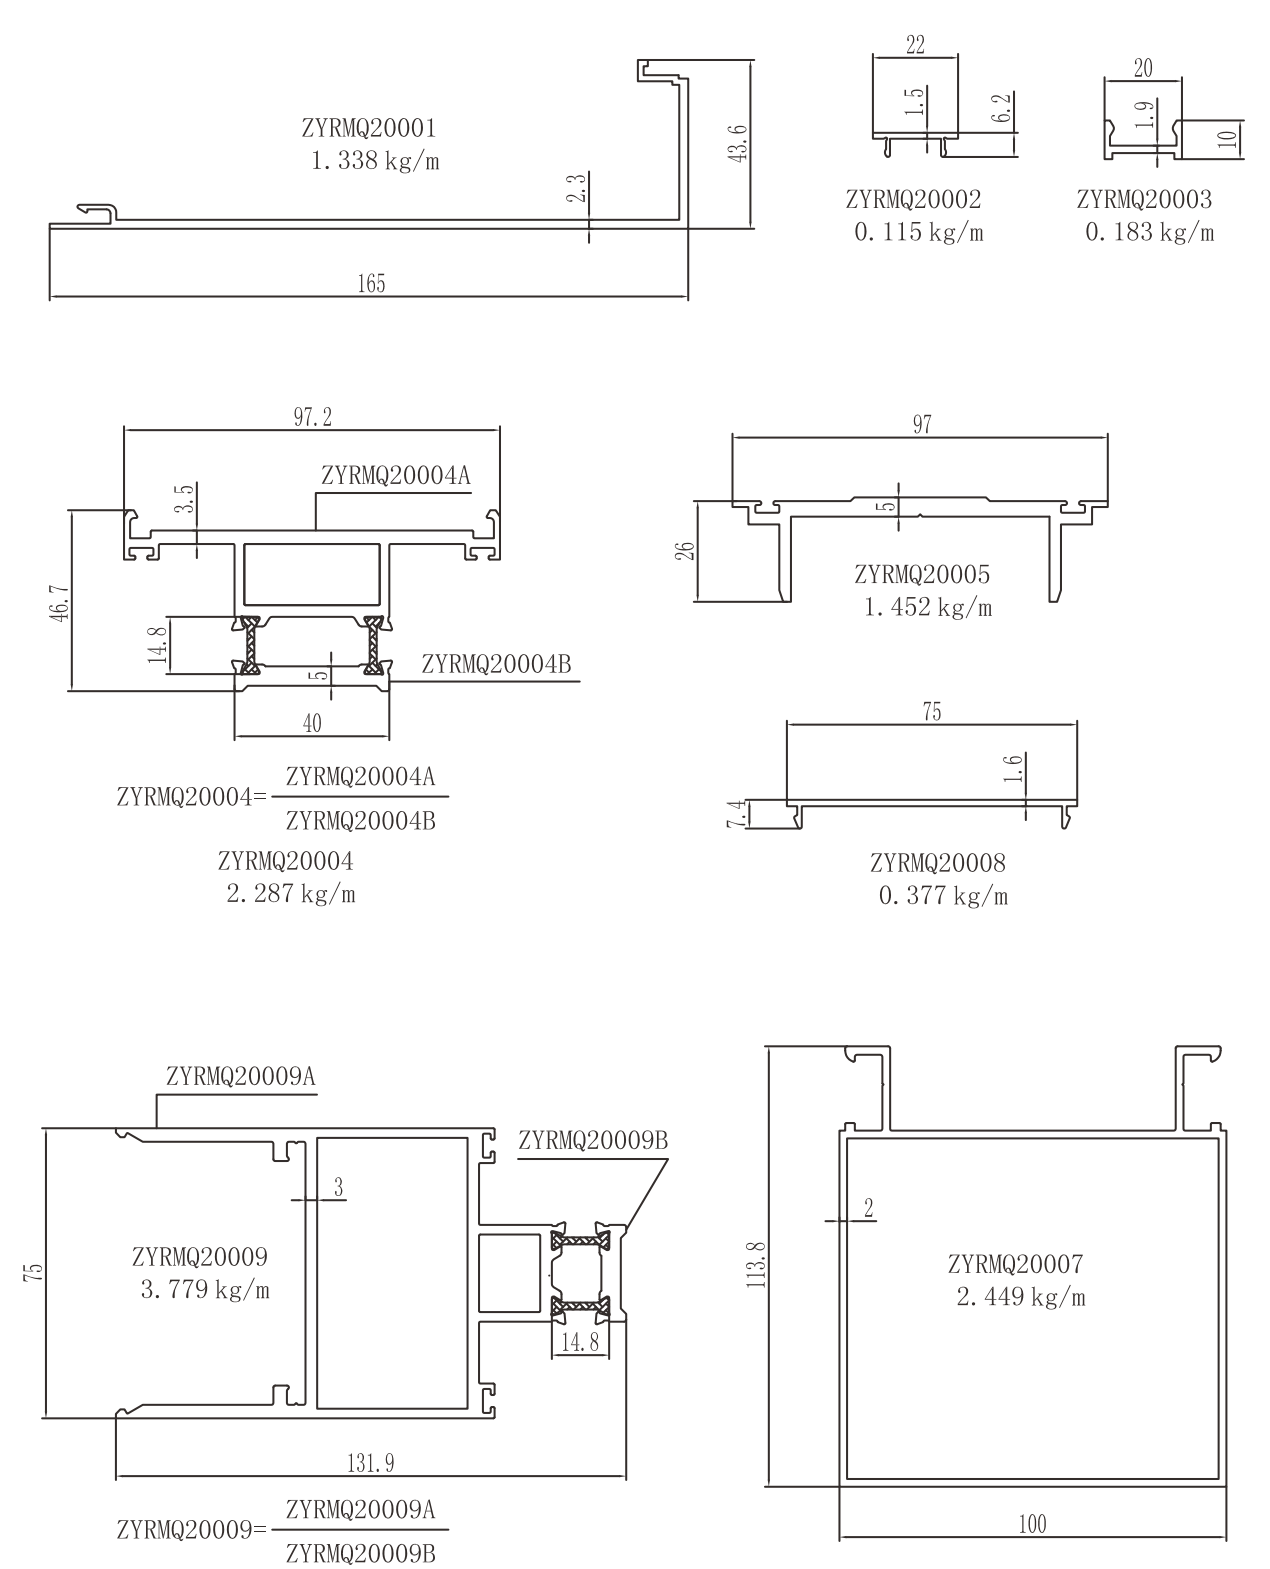 ZYRMQ20001
1.338 kg/m
43.6
2.3
165
22
1.5
6.2
ZYRMQ20002
0.115 kg/m
20
1.9
10
ZYRMQ20003
0.183 kg/m
97.2
ZYRMQ20004A
3.5
46.7
14.8
5
ZYRMQ20004B
40
ZYRMQ20004=
ZYRMQ20004A
ZYRMQ20004B
ZYRMQ20004
2.287 kg/m
97
5
26
ZYRMQ20005
1.452 kg/m
75
1.6
7.4
ZYRMQ20008
0.377 kg/m
ZYRMQ20009A
ZYRMQ20009B
3
75
ZYRMQ20009
3.779 kg/m
14.8
131.9
ZYRMQ20009=
ZYRMQ20009A
ZYRMQ20009B
2
113.8
ZYRMQ20007
2.449 kg/m
100